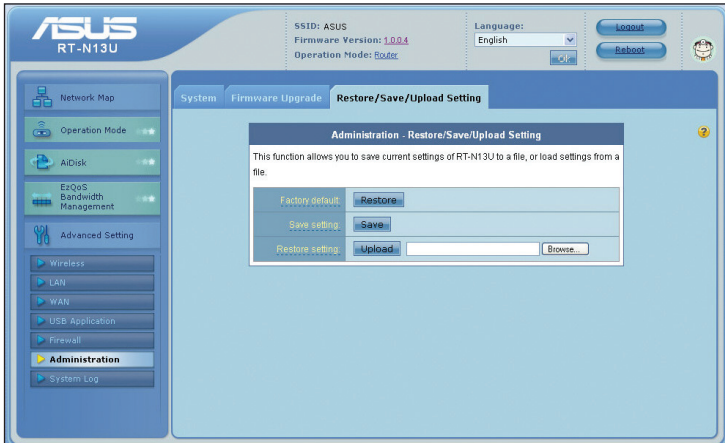 ASUS
RT-N13U
SSID: ASUS
Firmware Version: 1.0.0.4
Operation Mode: Router
Language:
English
OK
Logout
Reboot
Network Map
Operation Mode
AiDisk
EzQoS
Bandwidth
Management
Advanced Setting
Wireless
LAN
WAN
USB Application
Firewall
Administration
System Log
System
Firmware Upgrade
Restore/Save/Upload Setting
Administration - Restore/Save/Upload Setting
This function allows you to save current settings of RT-N13U to a file, or load settings from a
file.
Factory default:
Restore
Save setting:
Save
Restore setting:
Upload
Browse...